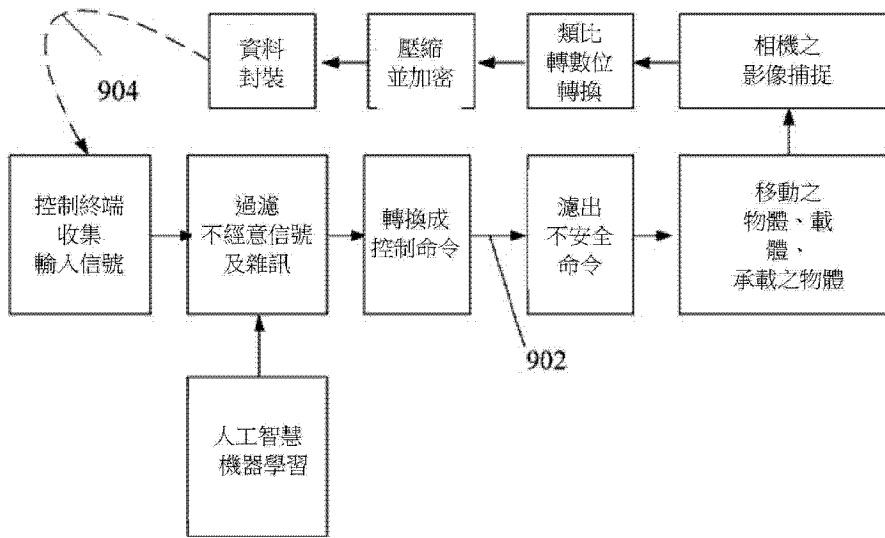 資料
封裝
壓縮
並加密
類比
轉數位
轉換
相機之
影像捕捉
904
控制終端
收集
輸入信號
過濾
不經意信號
及雜訊
轉換成
控制命令
濾出
不安全
命令
移動之
物體、載
體、
承載之物體
902
人工智慧
機器學習